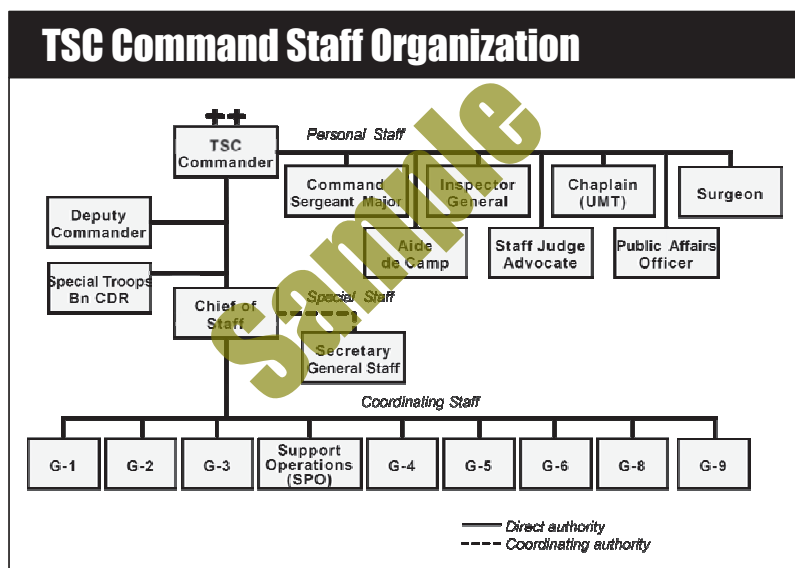 TSC Command Staff Organization
TSC
Commander
Personal Staff
Command
Sergeant Major
Inspector
General
Chaplain
(UMT)
Surgeon
Deputy
Commander
Aide
de Camp
Staff Judge
Advocate
Public Affairs
Officer
Special Troops
Bn CDR
Chief of
Staff
Special Staff
Secretary
General Staff
Sample
Coordinating Staff
G-1
G-2
G-3
Support
Operations
(SPO)
G-4
G-5
G-6
G-8
G-9
Direct authority
Coordinating authority